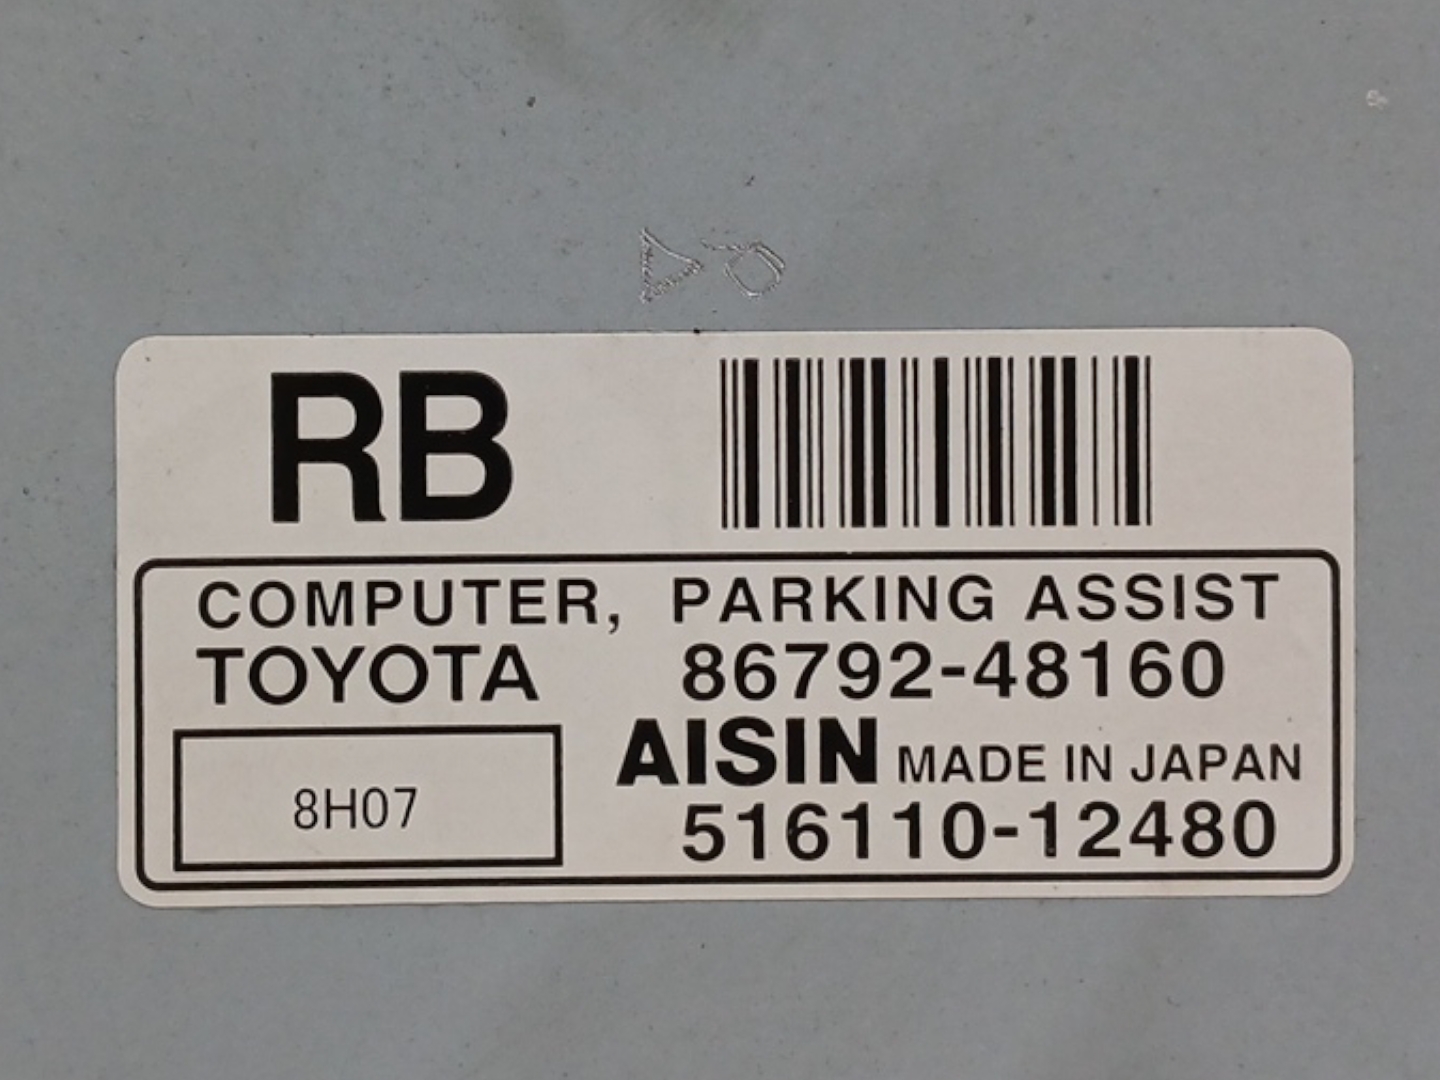 RB
COMPUTER, PARKING ASSIST
TOYOTA 86792-48160
AISIN MADE IN JAPAN
8H07
516110-12480